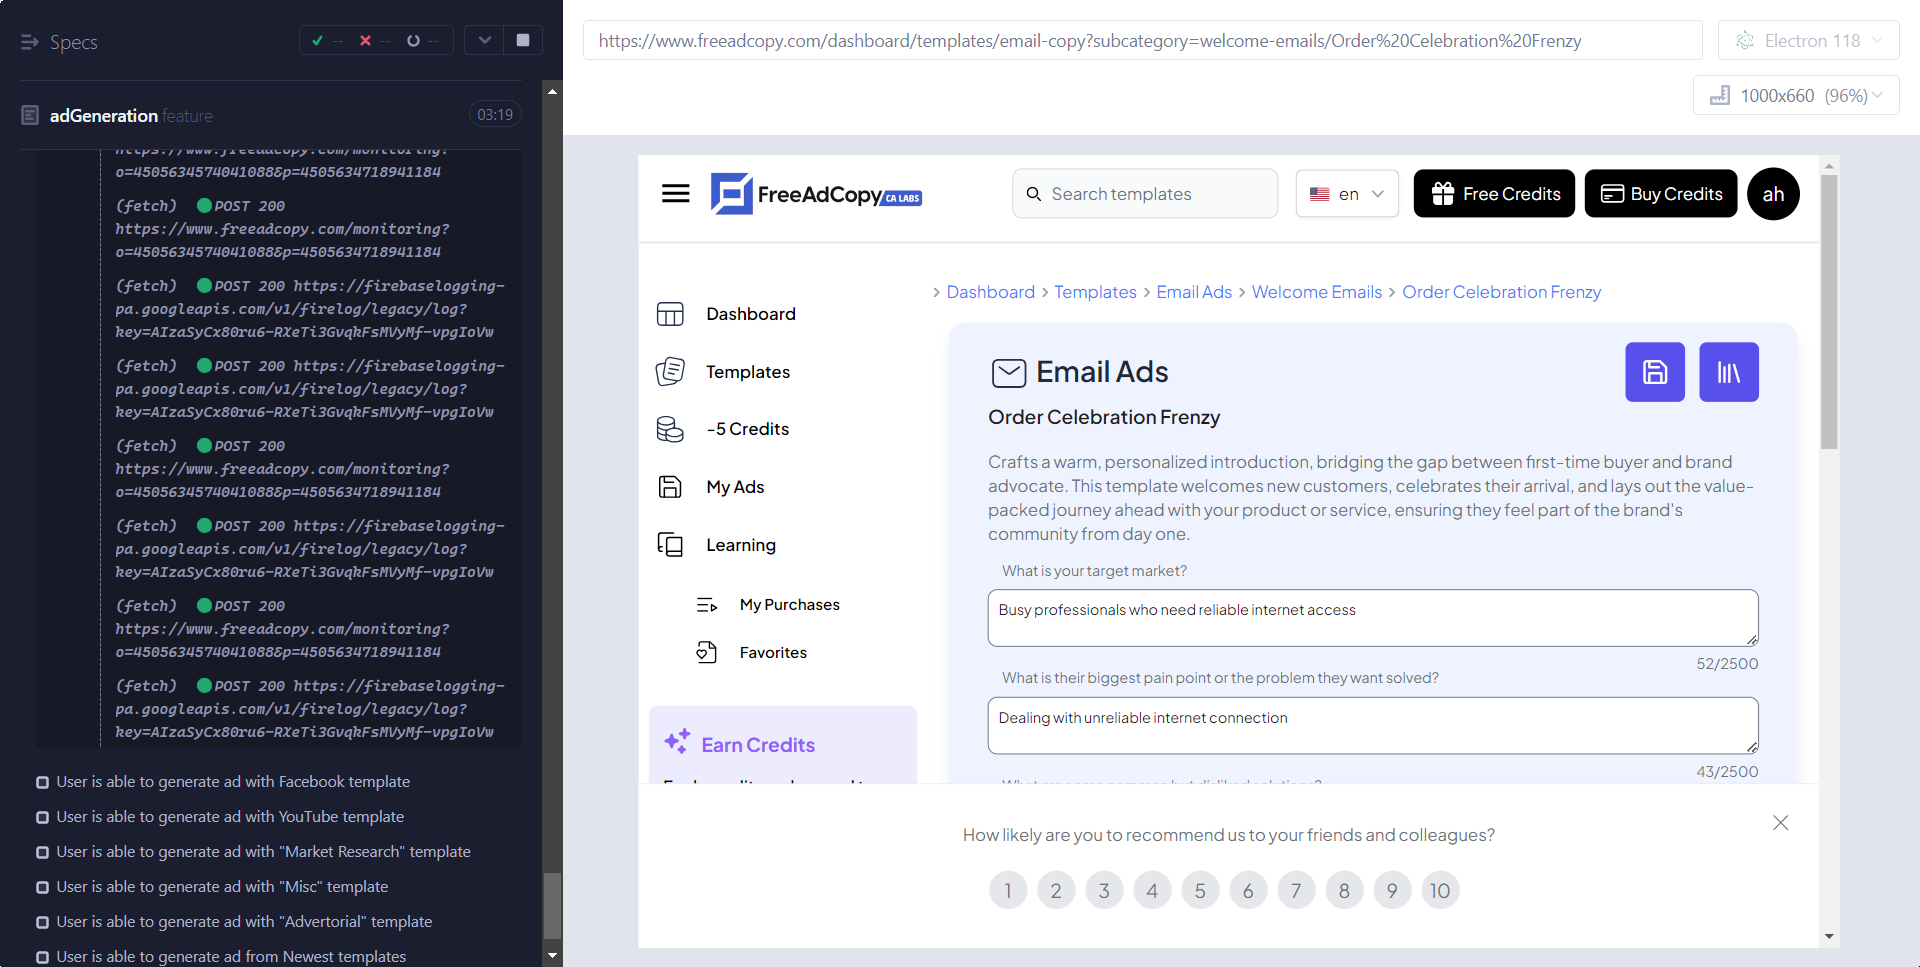 Specs
--
--
--
adGeneration.feature
03:19
https://www.freeadcopy.com/monitoring?
o=4505634574041088&p=4505634718941184
(fetch) POST 200
https://www.freeadcopy.com/monitoring?
o=4505634574041088&p=4505634718941184
(fetch) POST 200 https://firebaselogging-
pa.googleapis.com/v1/firelog/legacy/log?
key=AIzaSyCx80ru6-RXeTi3GvqkFsMVyMf-vpgIoVw
(fetch) POST 200 https://firebaselogging-
pa.googleapis.com/v1/firelog/legacy/log?
key=AIzaSyCx80ru6-RXeTi3GvqkFsMVyMf-vpgIoVw
(fetch) POST 200
https://www.freeadcopy.com/monitoring?
o=4505634574041088&p=4505634718941184
(fetch) POST 200 https://firebaselogging-
pa.googleapis.com/v1/firelog/legacy/log?
key=AIzaSyCx80ru6-RXeTi3GvqkFsMVyMf-vpgIoVw
(fetch) POST 200
https://www.freeadcopy.com/monitoring?
o=4505634574041088&p=4505634718941184
(fetch) POST 200 https://firebaselogging-
pa.googleapis.com/v1/firelog/legacy/log?
key=AIzaSyCx80ru6-RXeTi3GvqkFsMVyMf-vpgIoVw
User is able to generate ad with Facebook template
User is able to generate ad with YouTube template
User is able to generate ad with "Market Research" template
User is able to generate ad with "Misc" template
User is able to generate ad with "Advertorial" template
User is able to generate ad from Newest templates
https://www.freeadcopy.com/dashboard/templates/email-copy?subcategory=welcome-emails/Order%20Celebration%20Frenzy
Electron 118
1000x660 (96%)
FreeAdCopy CA LABS
Search templates
en
Free Credits
Buy Credits
ah
Dashboard
Templates
-5 Credits
My Ads
Learning
My Purchases
Favorites
Earn Credits
> Dashboard > Templates > Email Ads > Welcome Emails > Order Celebration Frenzy
Email Ads
Order Celebration Frenzy
Crafts a warm, personalized introduction, bridging the gap between first-time buyer and brand
advocate. This template welcomes new customers, celebrates their arrival, and lays out the value-
packed journey ahead with your product or service, ensuring they feel part of the brand's
community from day one.
What is your target market?
Busy professionals who need reliable internet access
52/2500
What is their biggest pain point or the problem they want solved?
Dealing with unreliable internet connection
43/2500
How likely are you to recommend us to your friends and colleagues?
1 2 3 4 5 6 7 8 9 10